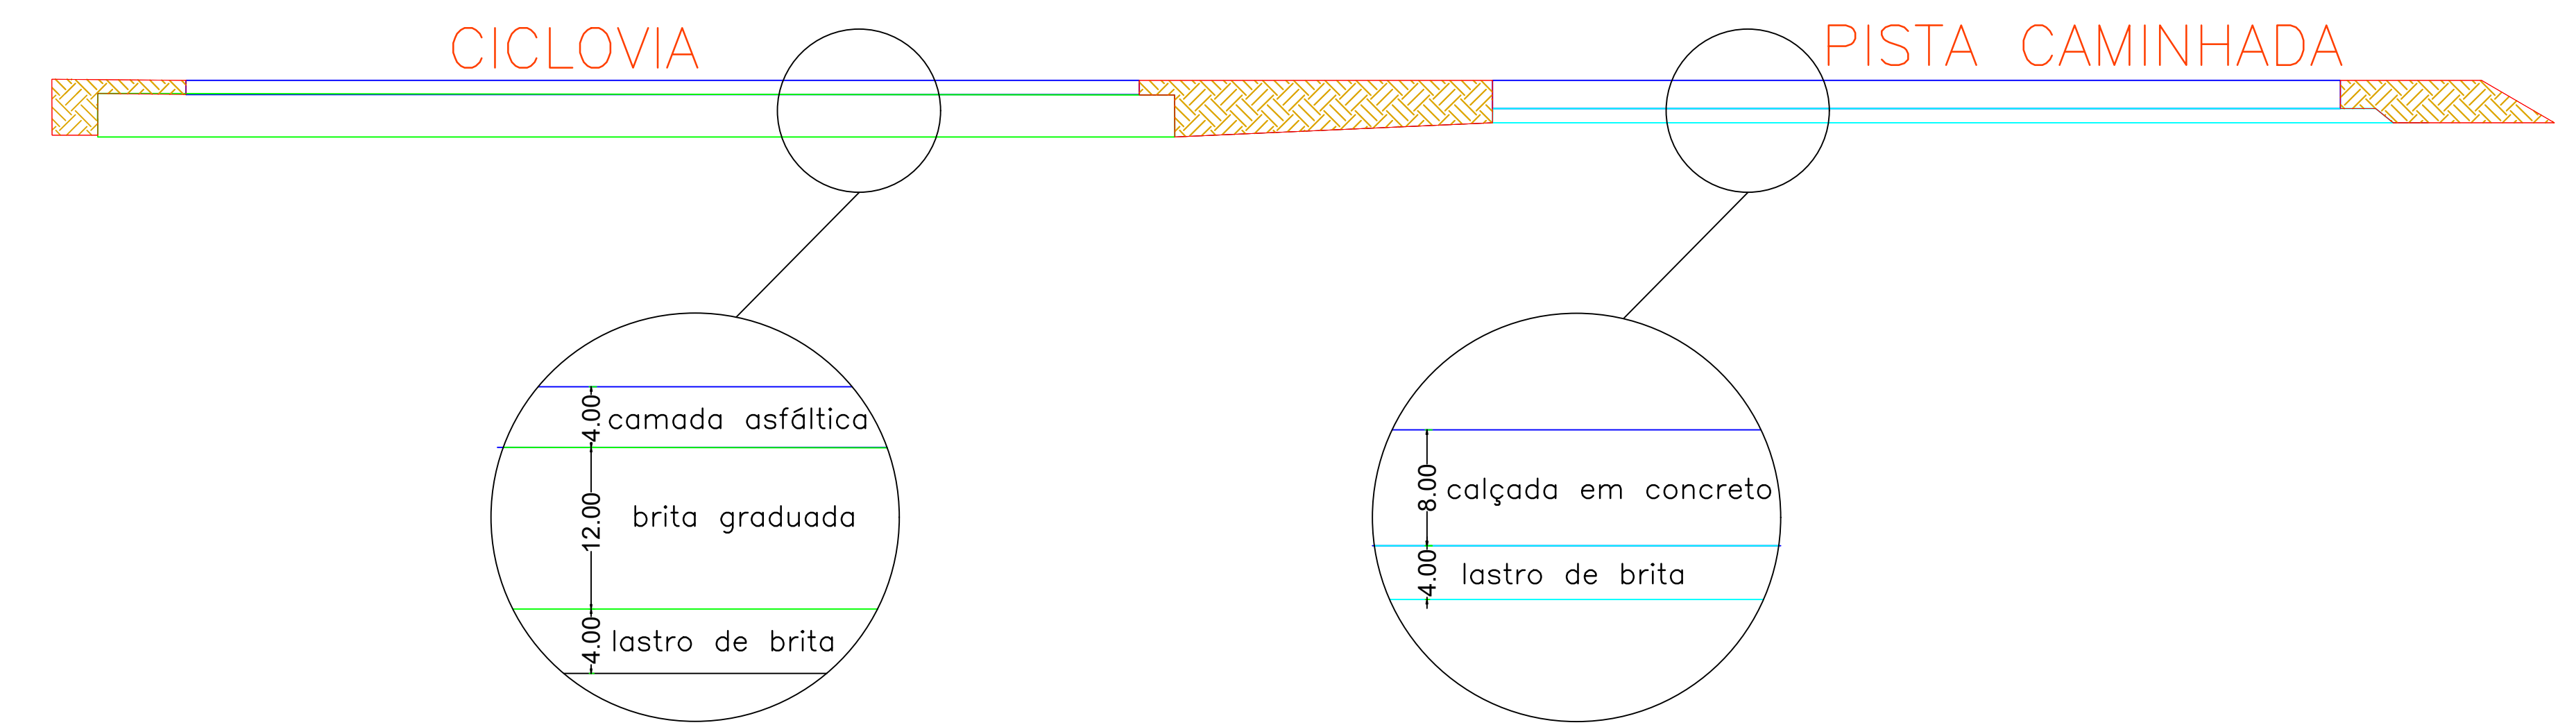 CICLOVIA
PISTA CAMINHADA
4.00
camada asfáltica
12.00
brita graduada
4.00
lastro de brita
8.00
calçada em concreto
4.00
lastro de brita